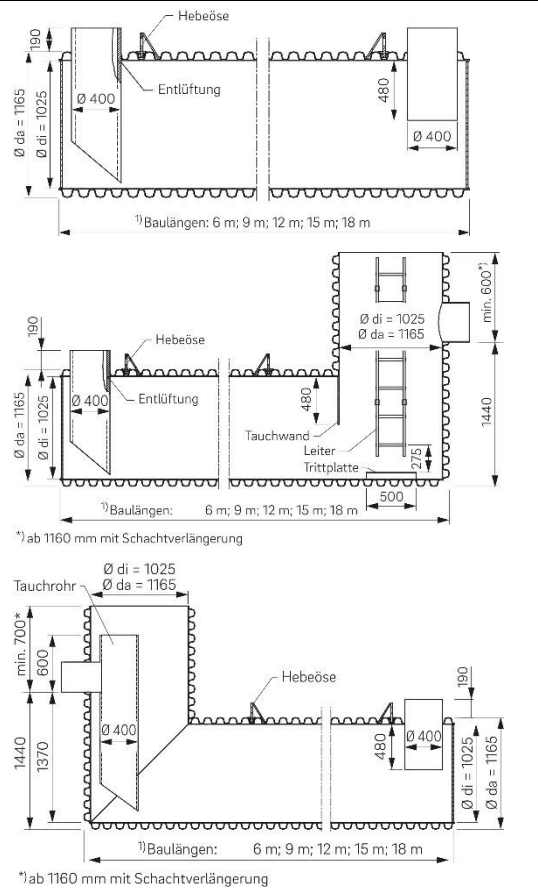 190
Hebeöse
Entlüftung
Ø 400
480
Ø 400
Ø da = 1165
Ø di = 1025
1) Baulängen: 6 m; 9 m; 12 m; 15 m; 18 m
min. 600*)
Ø di = 1025
Ø da = 1165
190
Hebeöse
Ø 400
Entlüftung
480
1440
Ø da = 1165
Ø di = 1025
Tauchwand
Leiter
Trittplatte
275
500
1) Baulängen: 6 m; 9 m; 12 m; 15 m; 18 m
*) ab 1160 mm mit Schachtverlängerung
Ø di = 1025
Ø da = 1165
Tauchrohr
min. 700*
600
Hebeöse
190
Ø 400
480
Ø 400
1440
1370
Ø di = 1025
Ø da = 1165
1) Baulängen: 6 m; 9 m; 12 m; 15 m; 18 m
*) ab 1160 mm mit Schachtverlängerung